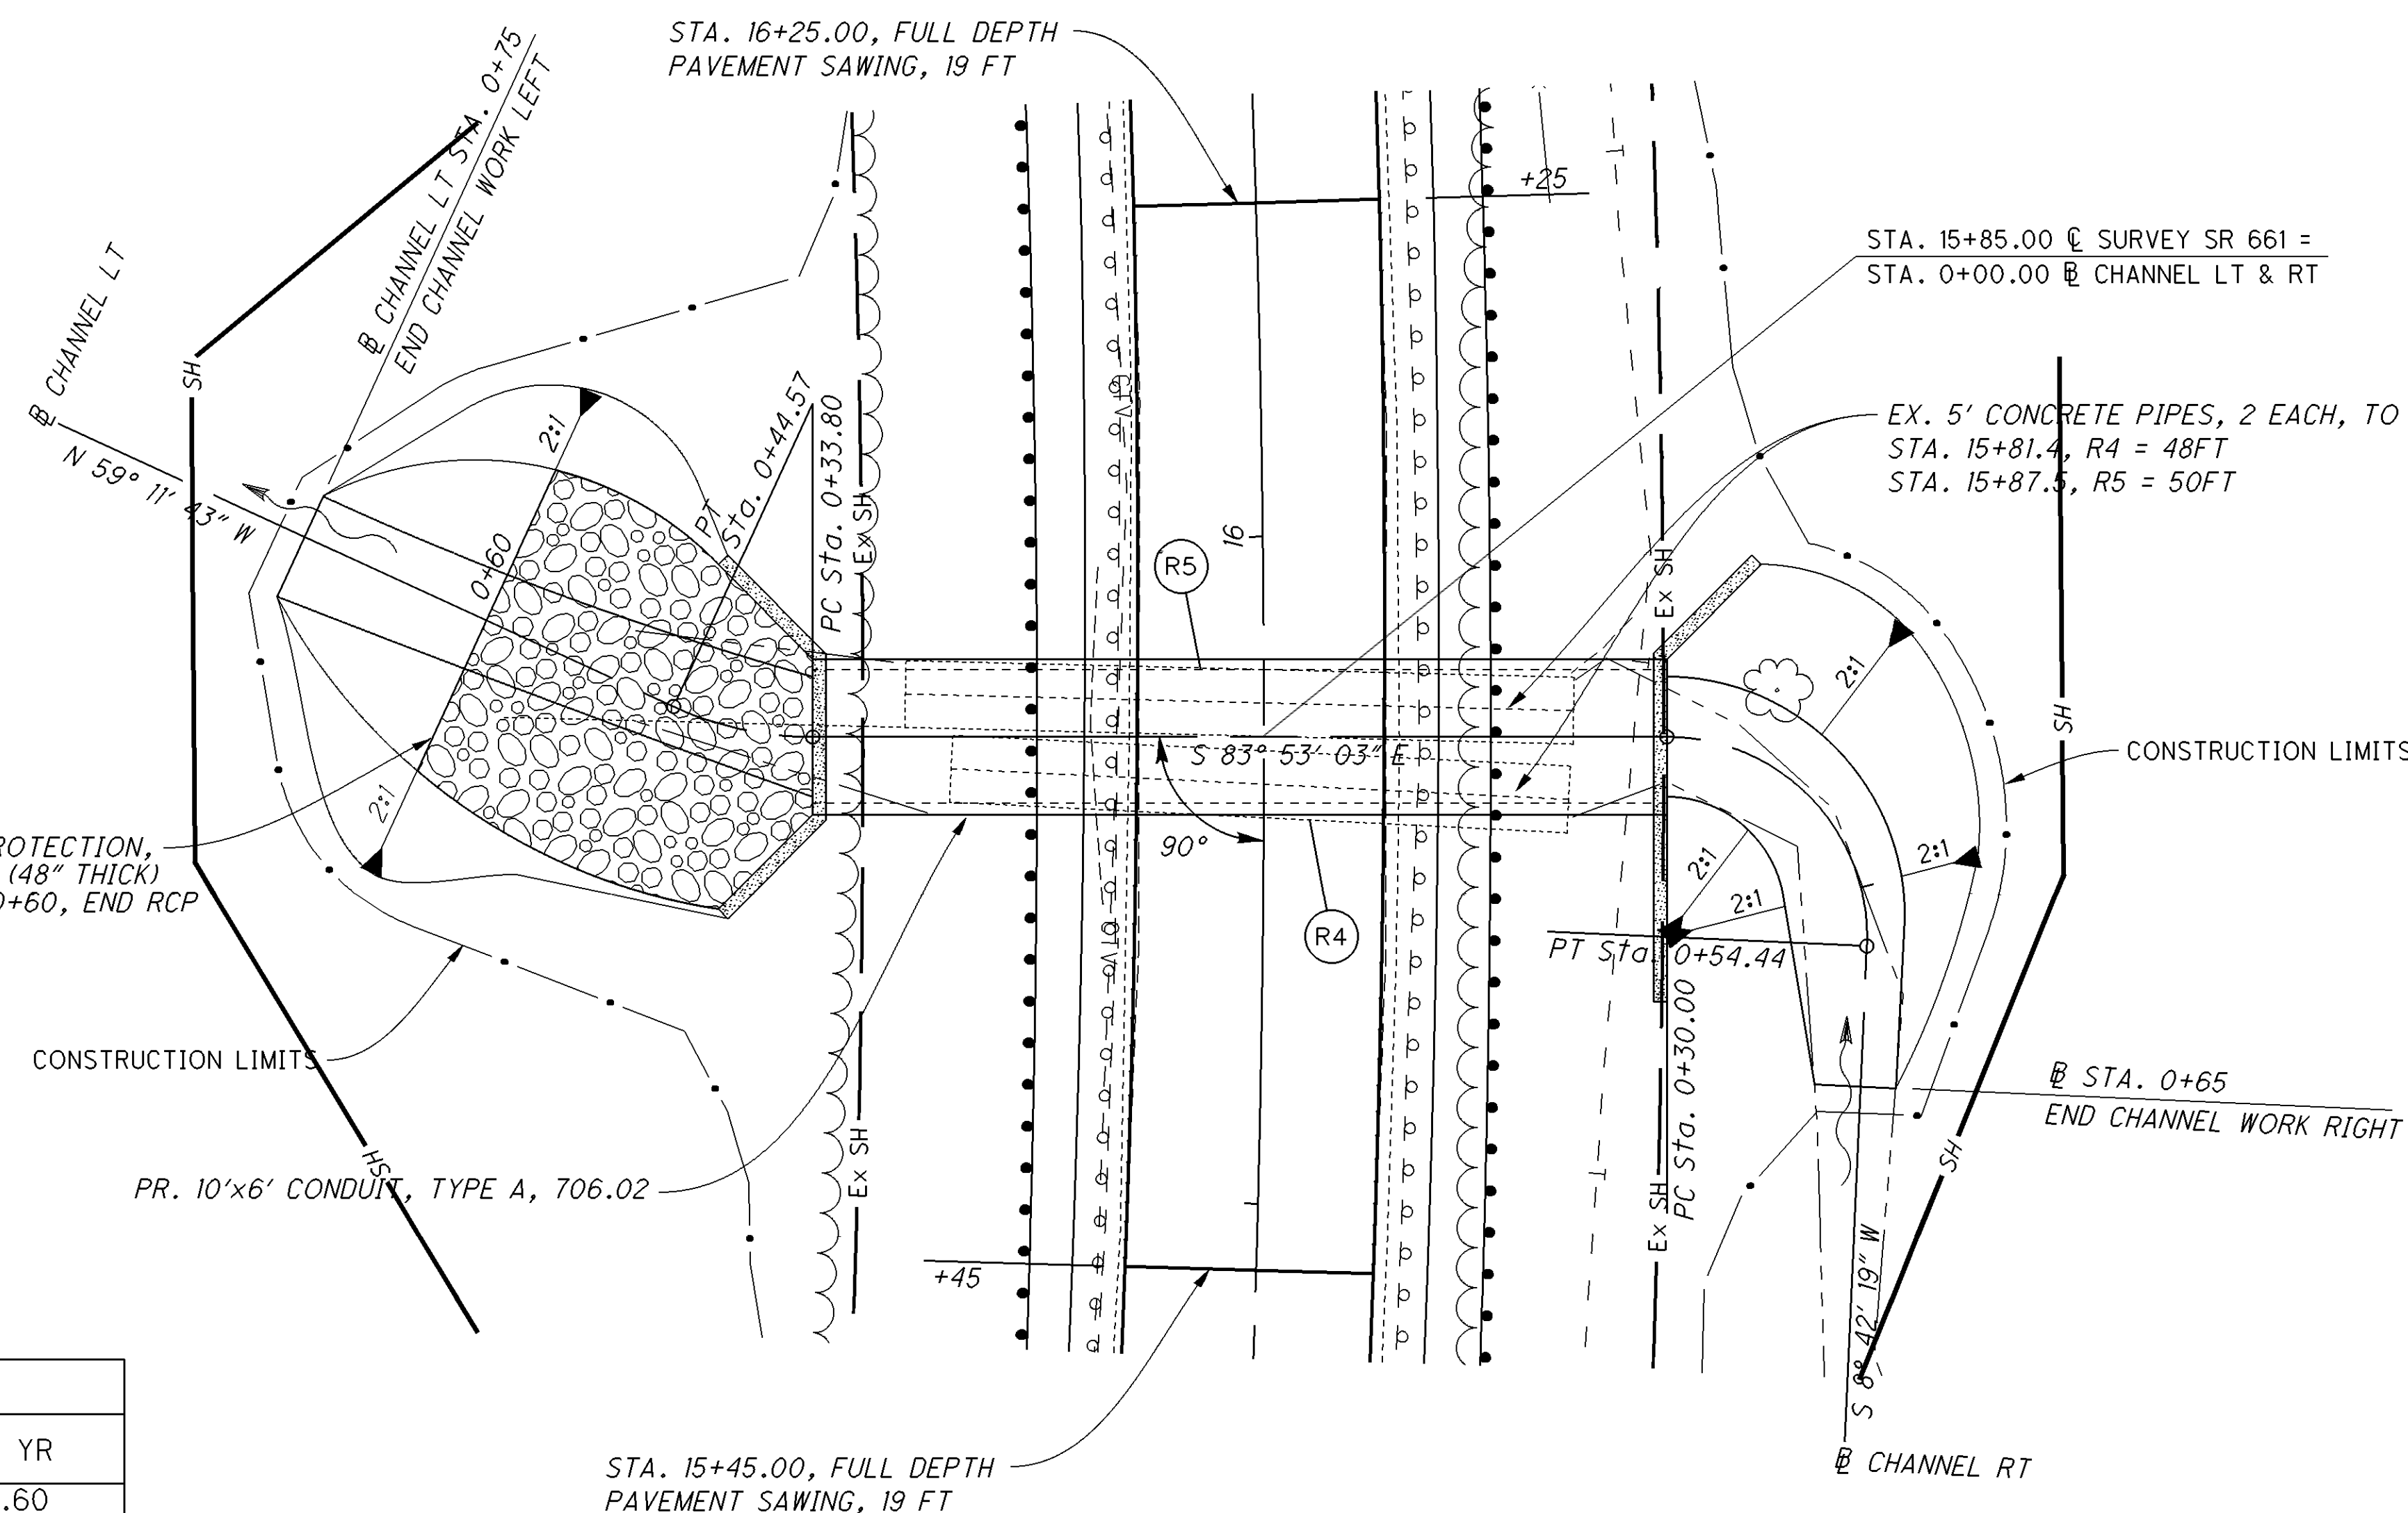 STA. 16+25.00, FULL DEPTH
PAVEMENT SAWING, 19 FT
℄ CHANNEL LT
N 59° 11' 43" W
SH
BL CHANNEL LT STA. 0+75
END CHANNEL WORK LEFT
2:1
0+60
2:1
PT Sta. 0+44.57
PC Sta. 0+33.80
Ex SH
+25
STA. 15+85.00 ℄ SURVEY SR 661 =
STA. 0+00.00 BL CHANNEL LT & RT
EX. 5' CONCRETE PIPES, 2 EACH, TO
STA. 15+81.4, R4 = 48FT
STA. 15+87.5, R5 = 50FT
16
R5
Ex SH
S 83° 53' 03" E
90°
R4
2:1
2:1
2:1
2:1
SH
CONSTRUCTION LIMITS
PT Sta. 0+54.44
PC Sta. 0+30.00
ROTECTION,
(48" THICK)
0+60, END RCP
CONSTRUCTION LIMITS
SH
PR. 10'x6' CONDUIT, TYPE A, 706.02
Ex SH
+45
Ex SH
SH
BL STA. 0+65
END CHANNEL WORK RIGHT
S 8° 42' 19" W
BL CHANNEL RT
STA. 15+45.00, FULL DEPTH
PAVEMENT SAWING, 19 FT
YR
.60